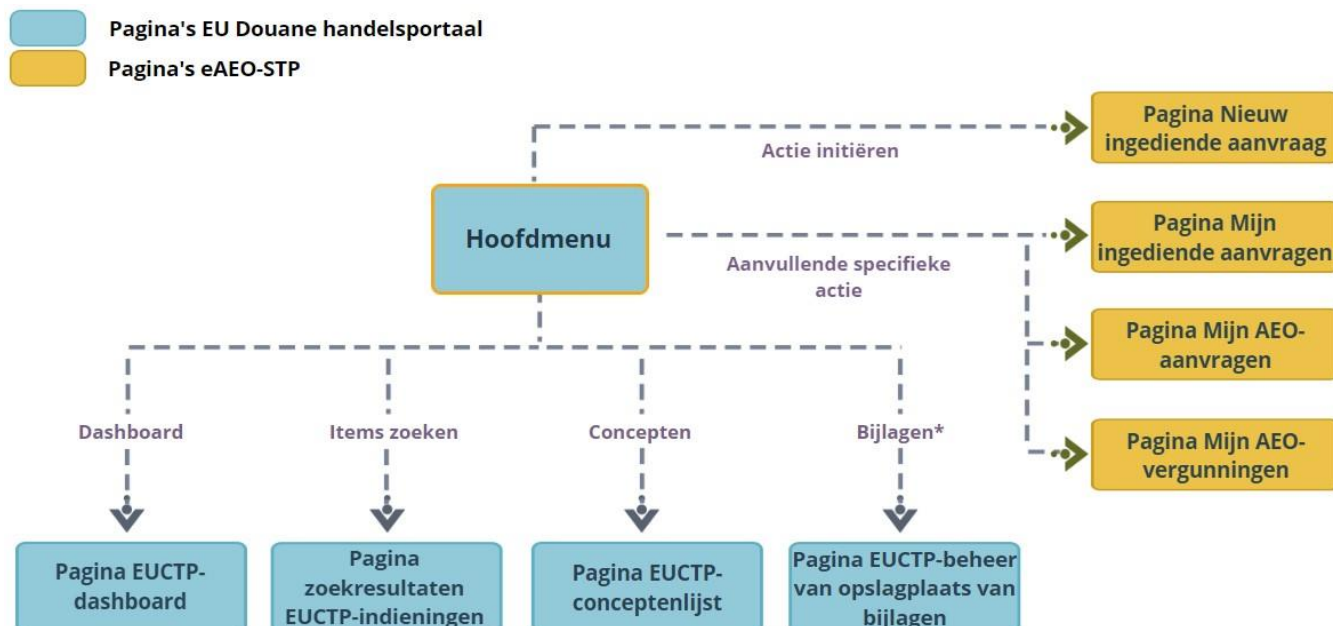 Pagina's EU Douane handelsportaal
Pagina's eAEO-STP
Pagina Nieuw
ingediende aanvraag
Actie initiëren
Hoofdmenu
Pagina Mijn
ingediende aanvragen
Aanvullende specifieke
actie
Pagina Mijn AEO-
aanvragen
Pagina Mijn AEO-
vergunningen
Dashboard
Items zoeken
Concepten
Bijlagen*
Pagina EUCTP-
dashboard
Pagina
zoekresultaten
EUCTP-indieningen
Pagina EUCTP-
conceptenlijst
Pagina EUCTP-beheer
van opslagplaats van
bijlagen